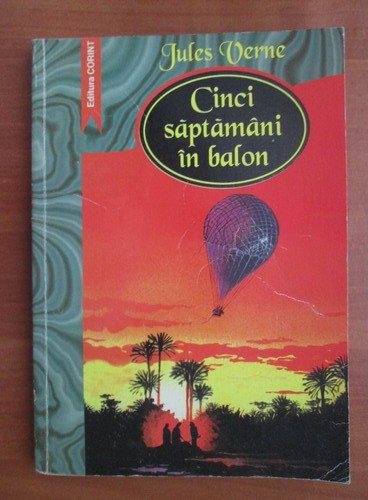 Editura CORINT
Jules Verne
Cinci
săptămâni
în balon